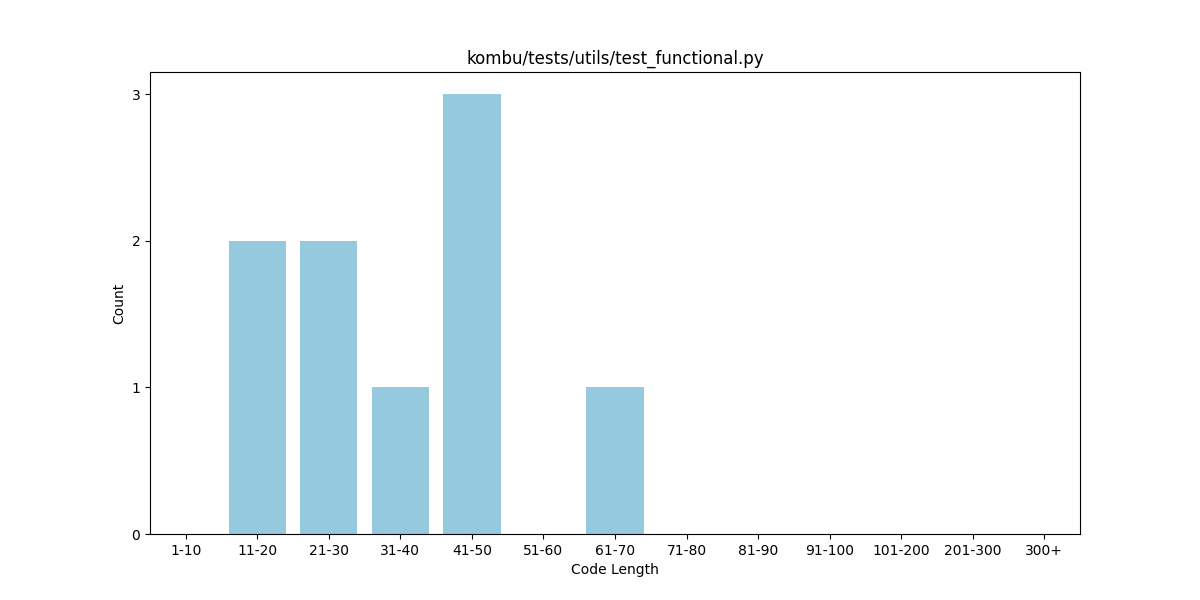 kombu/tests/utils/test_functional.py
3
2
1
0
Count
1-10 11-20 21-30 31-40 41-50 51-60 61-70 71-80 81-90 91-100 101-200 201-300 300+
Code Length